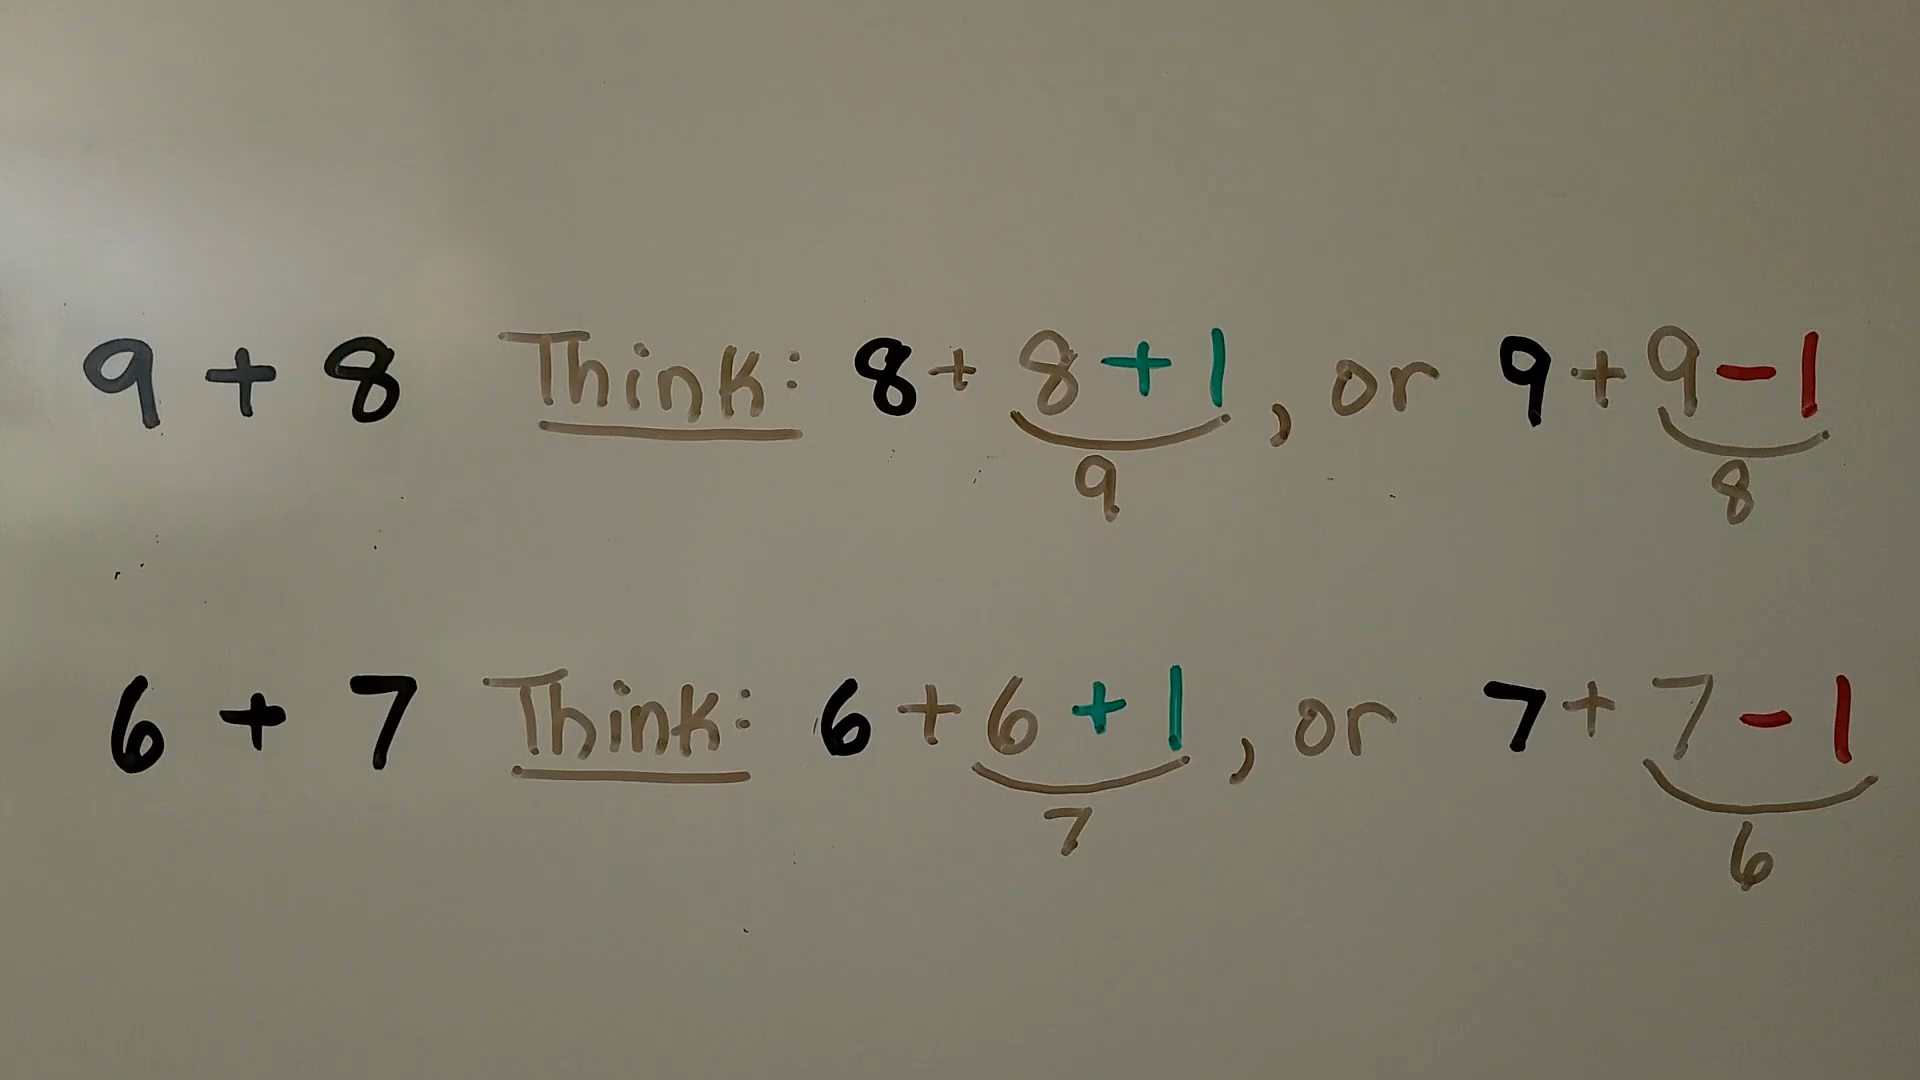 9 + 8 Think: 8 + 8 + 1, or 9 + 9 - 1
9 8
6 + 7 Think: 6 + 6 + 1, or 7 + 7 - 1
7 6